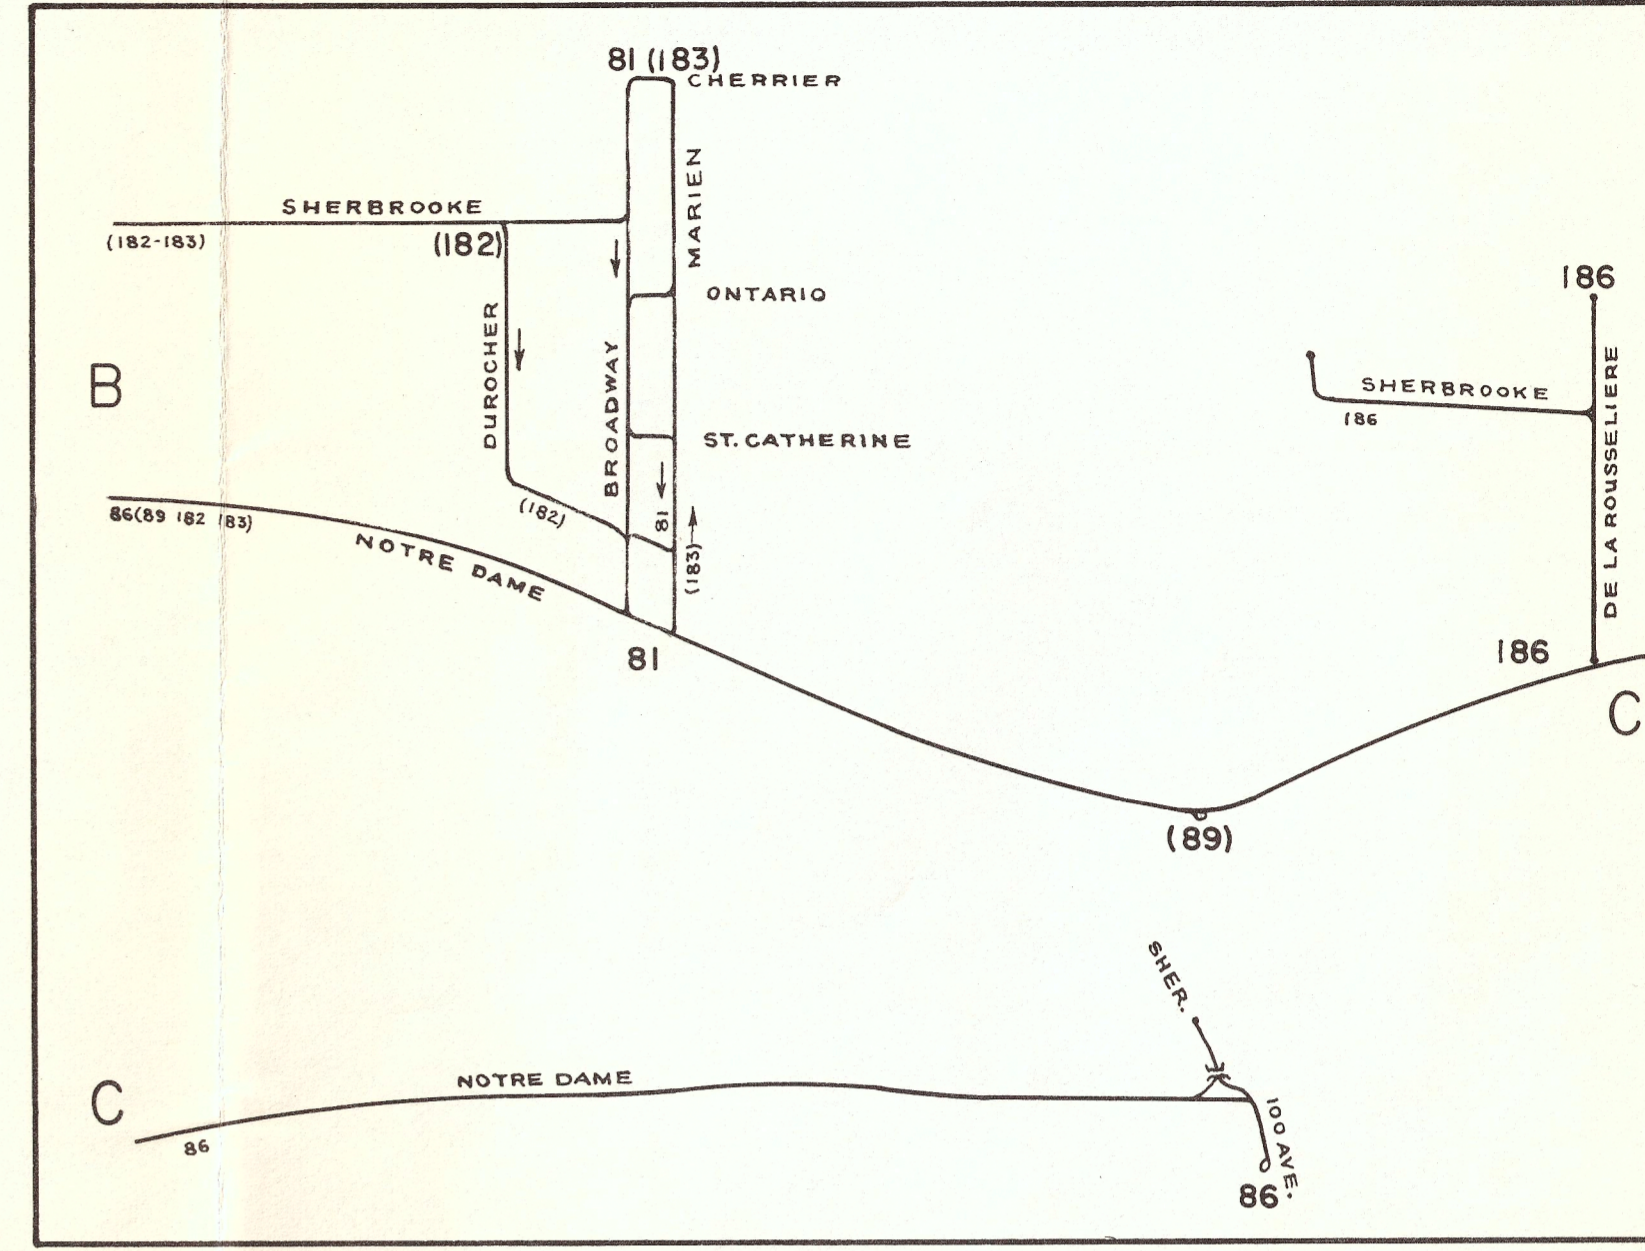 81 (183)
CHERRIER
MARIEN
SHERBROOKE
(182-183)
(182)
ONTARIO
186
DUROCHER
BROADWAY
B
SHERBROOKE
186
DE LA ROUSSELIERE
ST. CATHERINE
86(89 182 183)
(182)
81
(183)
NOTRE DAME
81
186
C
(89)
SHER.
NOTRE DAME
C
86
100 AVE.
86